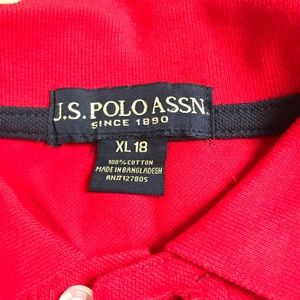 J.S. POLO ASSN.
SINCE 1890
XL 18
100% COTTON
MADE IN BANGLADESH
RN#127805